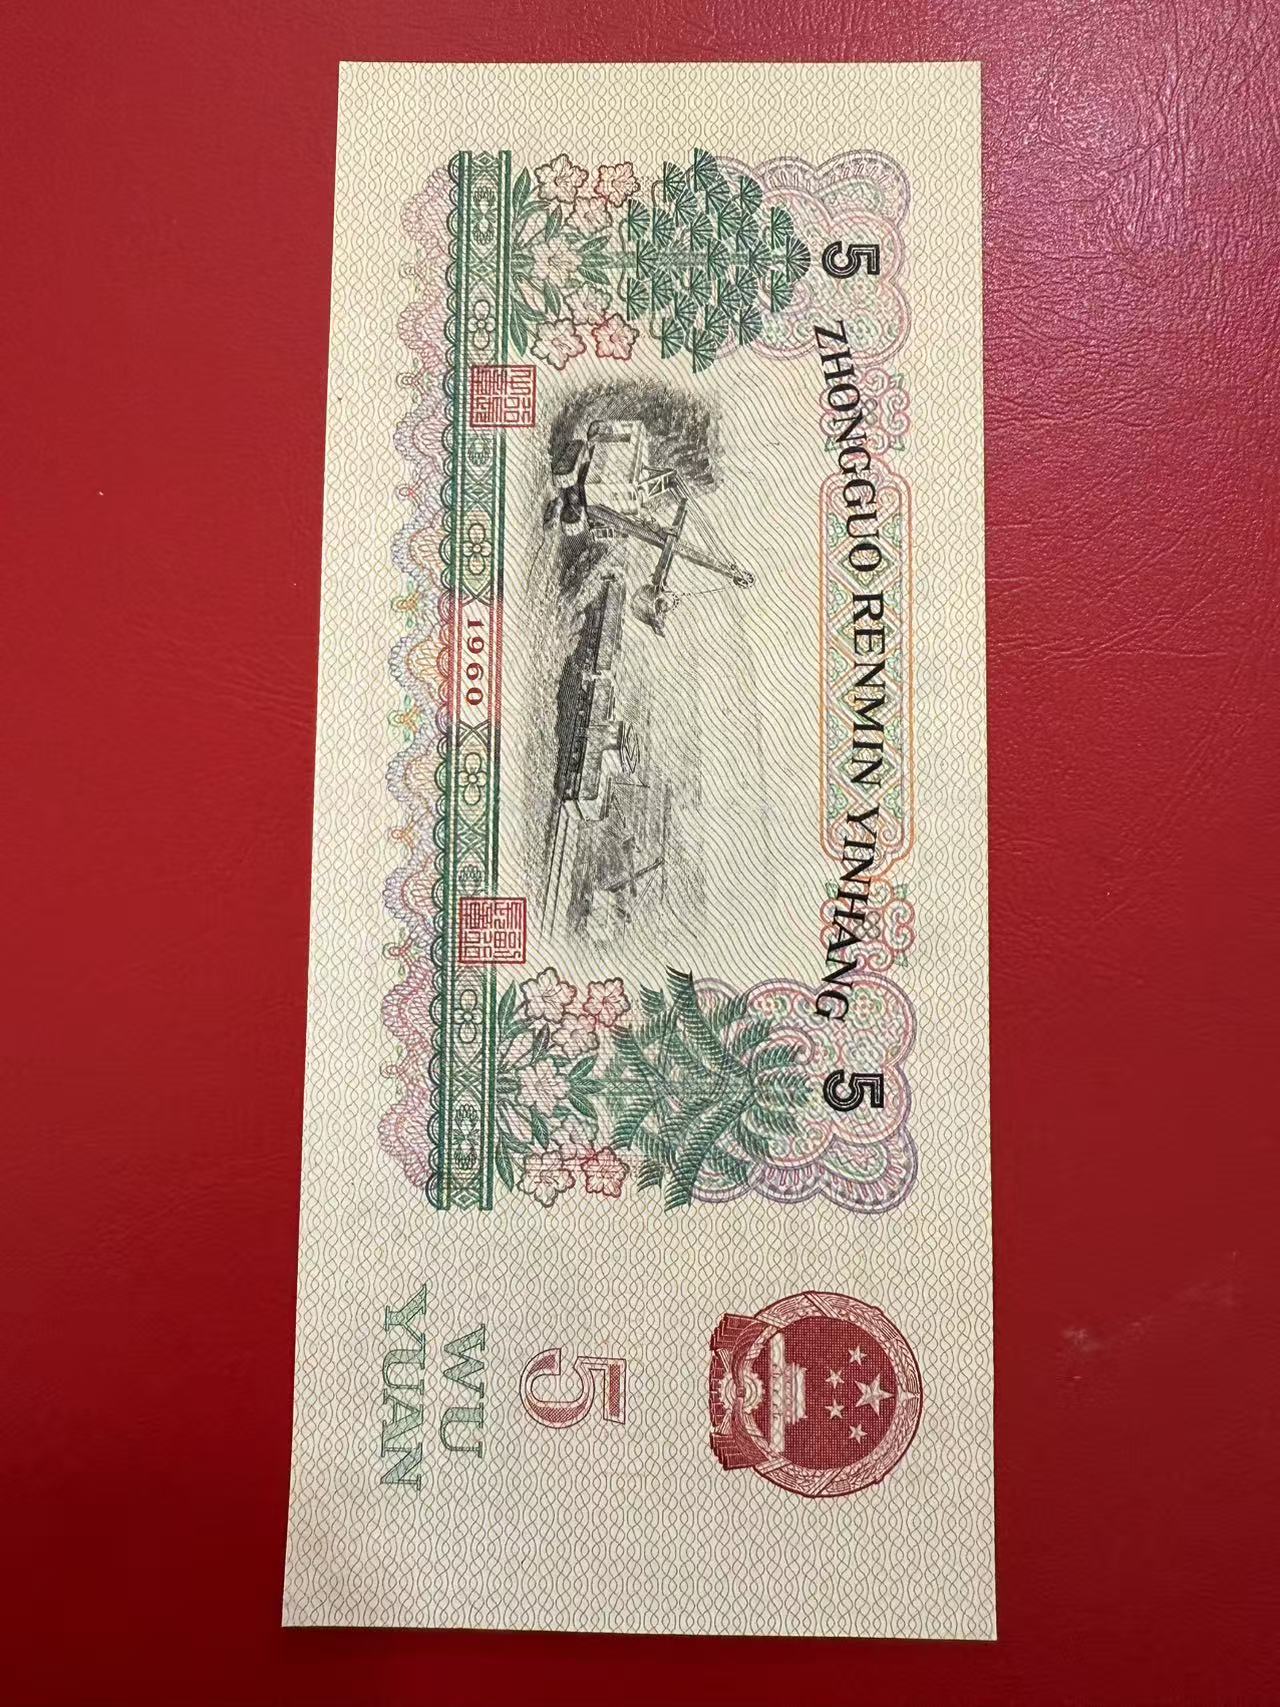 5 ZHONGGUO RENMIN YINHANG 5
1960
5
WU
YUAN